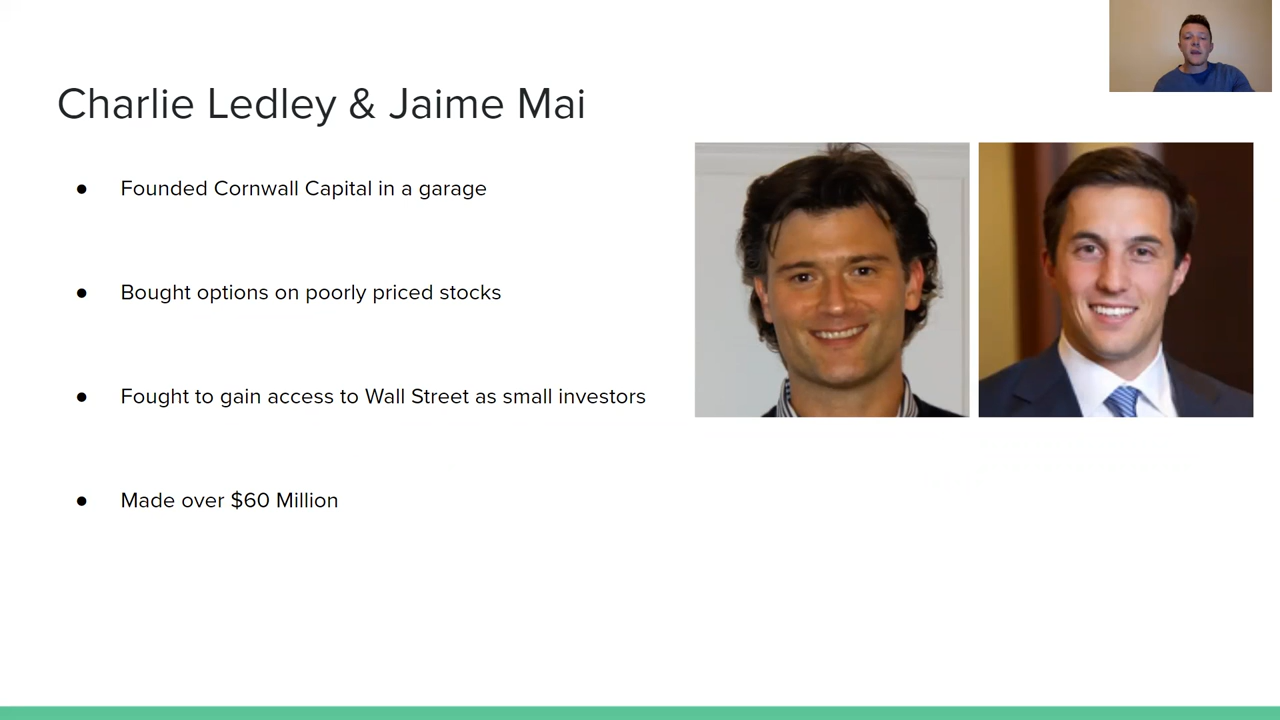 Charlie Ledley & Jaime Mai
● Founded Cornwall Capital in a garage
● Bought options on poorly priced stocks
● Fought to gain access to Wall Street as small investors
● Made over $60 Million